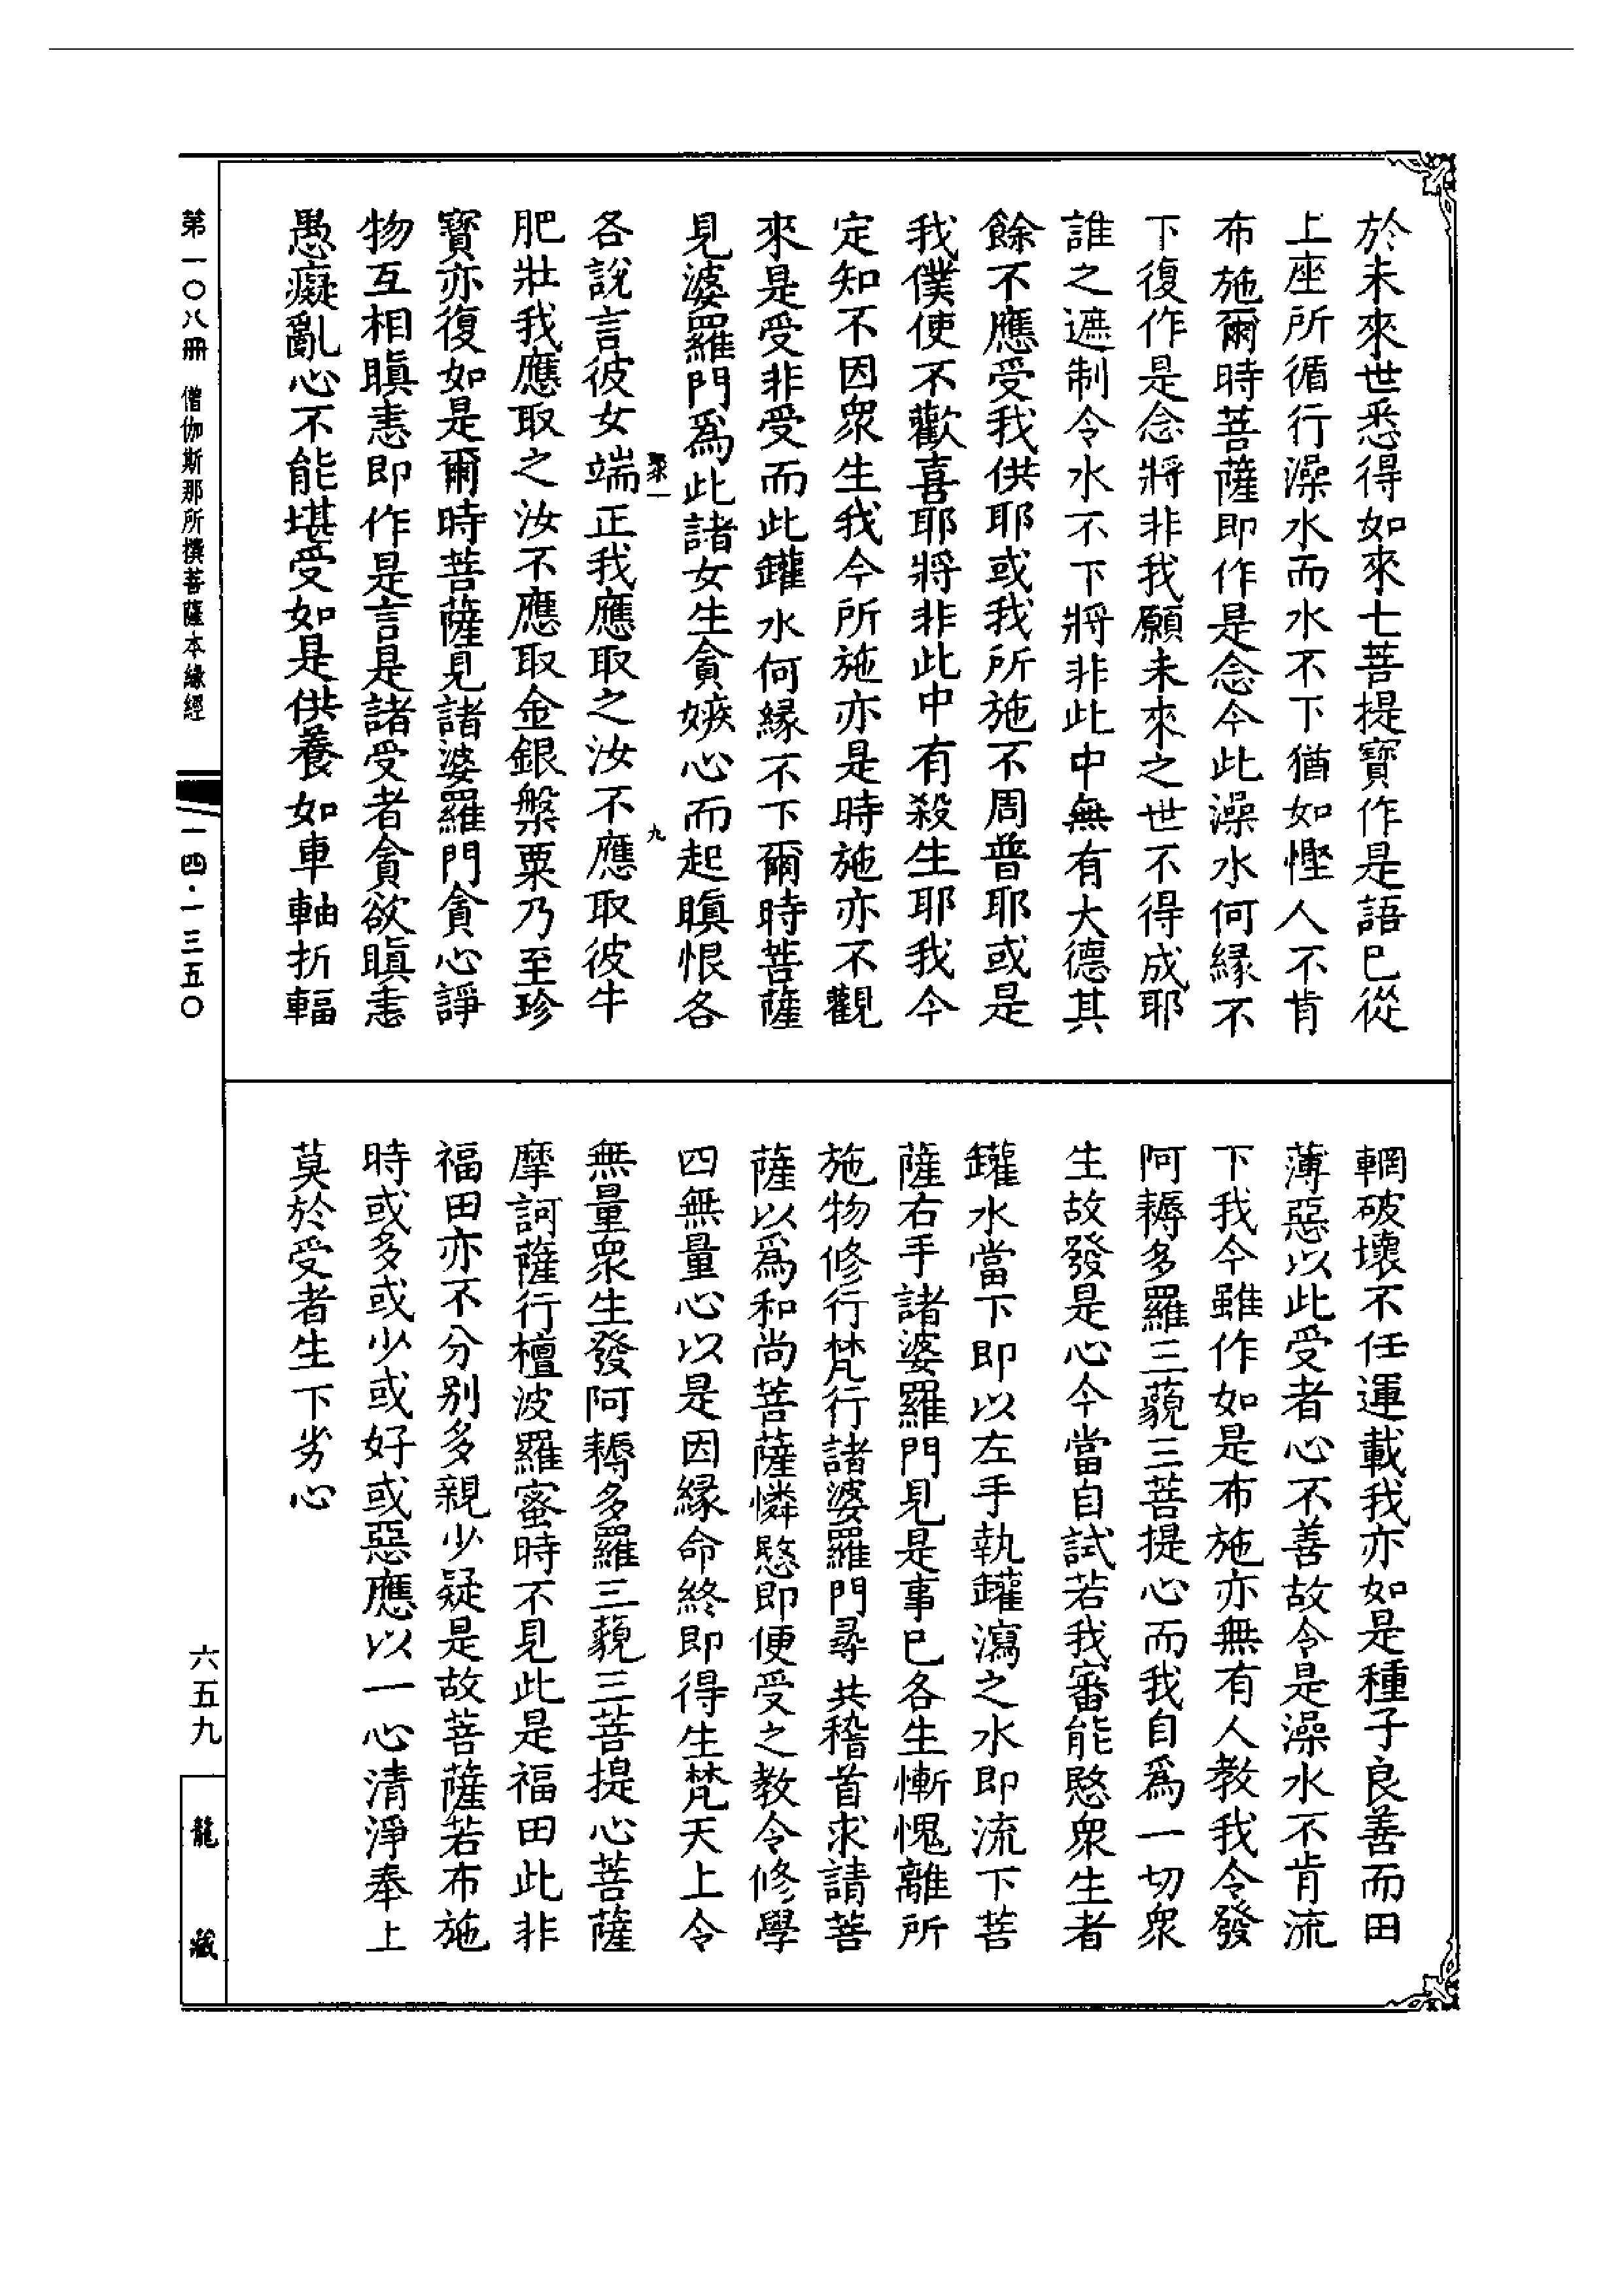 於未來世悉得如來七菩提寶作是語已從
上座所循行澡水而水不下猶如慳人不肯
布施爾時菩薩即作是念今此澡水何緣不
下復作是念將非我願未來之世不得成耶
誰之遮制令水不下將非此中無有大德其
餘不應受我供耶或我所施不周普耶或是
我僕使不歡喜耶將非此中有殺生耶我今
定知不因眾生我今所施亦是時施亦不觀
來是受非受而此罐水何緣不下爾時菩薩
見婆羅門為此諸女生貪嫉心而起瞋恨各
聚一
九
各說言彼女端正我應取之汝不應取彼牛
肥壯我應取之汝不應取金銀槃粟乃至珍
寶亦復如是爾時菩薩見諸婆羅門貪心諍
物互相瞋恚即作是言是諸受者貪欲瞋恚
愚癡亂心不能堪受如是供養如車軸折輻
輞破壞不任運載我亦如是種子良善而田
薄惡以此受者心不善故令是澡水不肯流
下我今雖作如是布施亦無有人教我令發
阿耨多羅三藐三菩提心而我自為一切眾
生故發是心今當自試若我審能愍眾生者
罐水當下即以左手執罐瀉之水即流下菩
薩右手諸婆羅門見是事已各生慚愧離所
施物修行梵行諸婆羅門尋共稽首求請菩
薩以為和尚菩薩憐愍即便受之教令修學
四無量心以是因緣命終即得生梵天上令
無量眾生發阿耨多羅三藐三菩提心菩薩
摩訶薩行檀波羅蜜時不見此是福田此非
福田亦不分別多親少疑是故菩薩若布施
時或多或少或好或惡應以一心清淨奉上
莫於受者生下劣心
第一〇八冊 僧伽斯那所撰菩薩本緣經
一四·一三五〇
六五九
龍藏